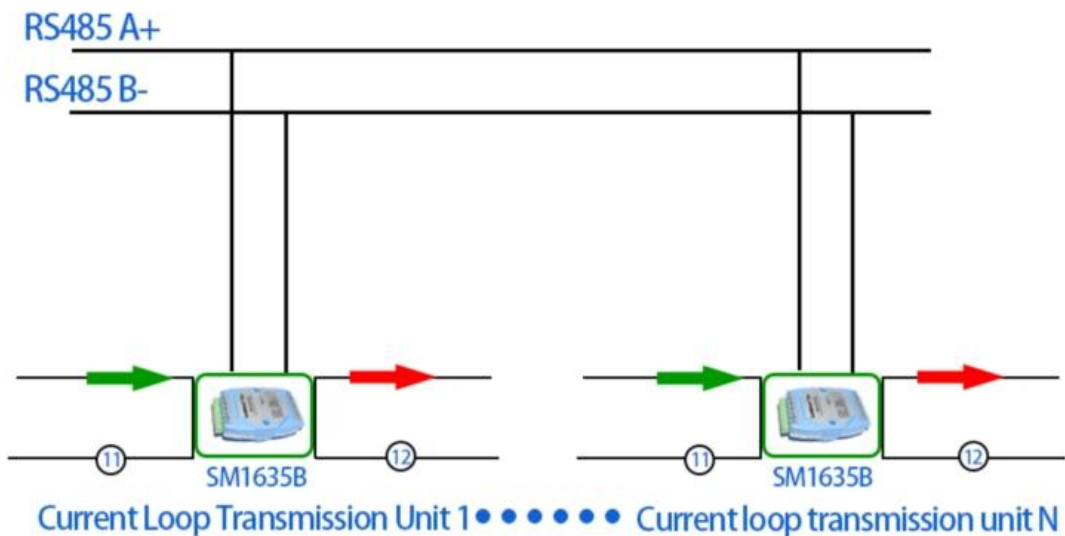 RS485 A+
RS485 B-
11
12
11
12
SM1635B
SM1635B
Current Loop Transmission Unit 1 •••••• Current loop transmission unit N